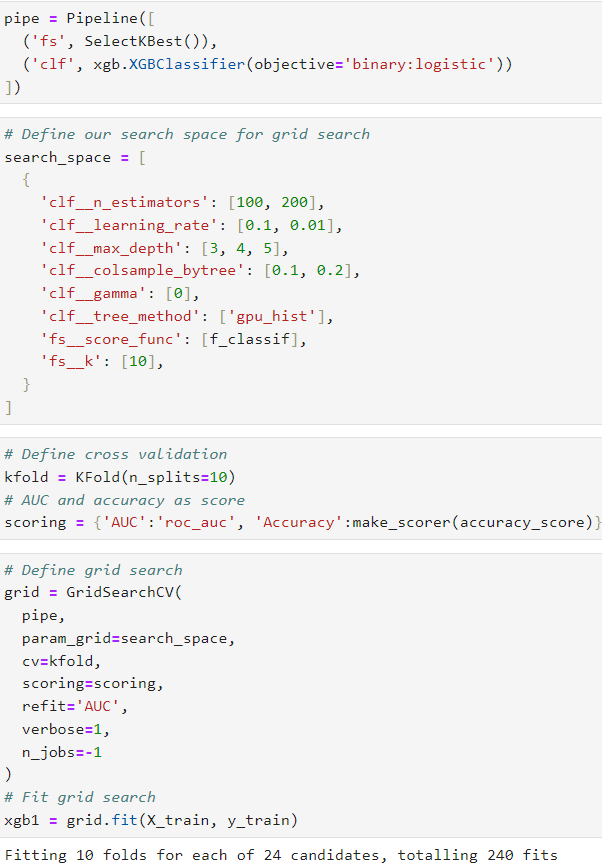 pipe = Pipeline([
  ('fs', SelectKBest()),
  ('clf', xgb.XGBClassifier(objective='binary:logistic'))
])
# Define our search space for grid search
search_space = [
  {
    'clf__n_estimators': [100, 200],
    'clf__learning_rate': [0.1, 0.01],
    'clf__max_depth': [3, 4, 5],
    'clf__colsample_bytree': [0.1, 0.2],
    'clf__gamma': [0],
    'clf__tree_method': ['gpu_hist'],
    'fs__score_func': [f_classif],
    'fs__k': [10],
  }
]
# Define cross validation
kfold = KFold(n_splits=10)
# AUC and accuracy as score
scoring = {'AUC':'roc_auc', 'Accuracy':make_scorer(accuracy_score)}
# Define grid search
grid = GridSearchCV(
  pipe,
  param_grid=search_space,
  cv=kfold,
  scoring=scoring,
  refit='AUC',
  verbose=1,
  n_jobs=-1
)
# Fit grid search
xgb1 = grid.fit(X_train, y_train)
Fitting 10 folds for each of 24 candidates, totalling 240 fits